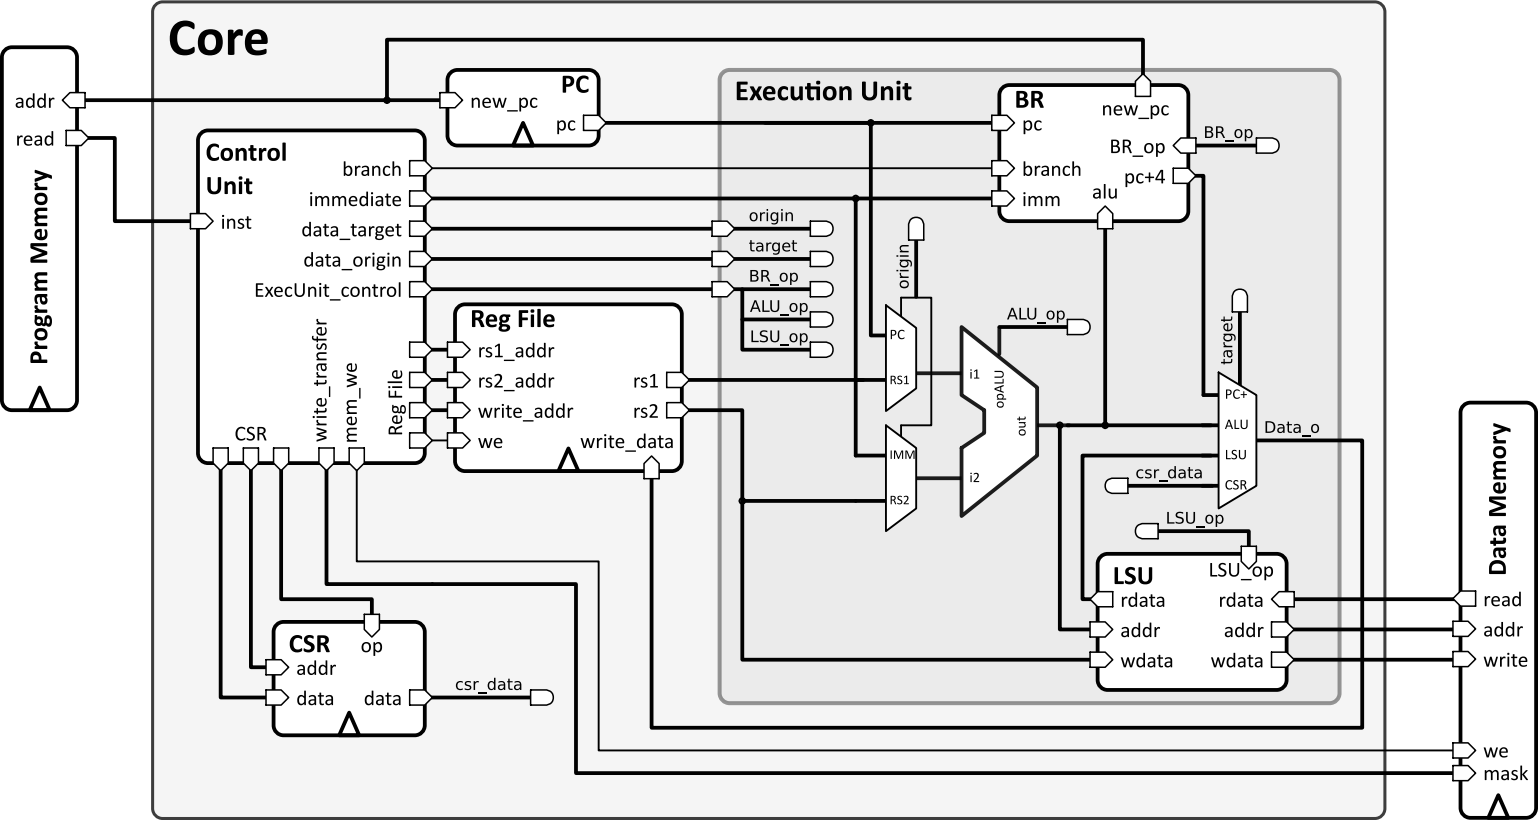 Core
addr
read
Program Memory
PC
new_pc
pc
Control
Unit
inst
branch
immediate
data_target
data_origin
ExecUnit_control
write_transfer
mem_we
Reg File
CSR
Reg File
rs1_addr
rs2_addr
write_addr
we
rs1
rs2
write_data
CSR
op
addr
data
data
csr_data
Execution Unit
origin
target
BR_op
ALU_op
LSU_op
BR
new_pc
pc
branch
imm
BR_op
pc+4
alu
BR_op
origin
PC
RS1
IMM
RS2
ALU_op
i1
i2
opALU
out
target
PC+
ALU
LSU
CSR
Data_o
csr_data
LSU_op
LSU
LSU_op
rdata
addr
wdata
rdata
addr
wdata
Data Memory
read
addr
write
we
mask